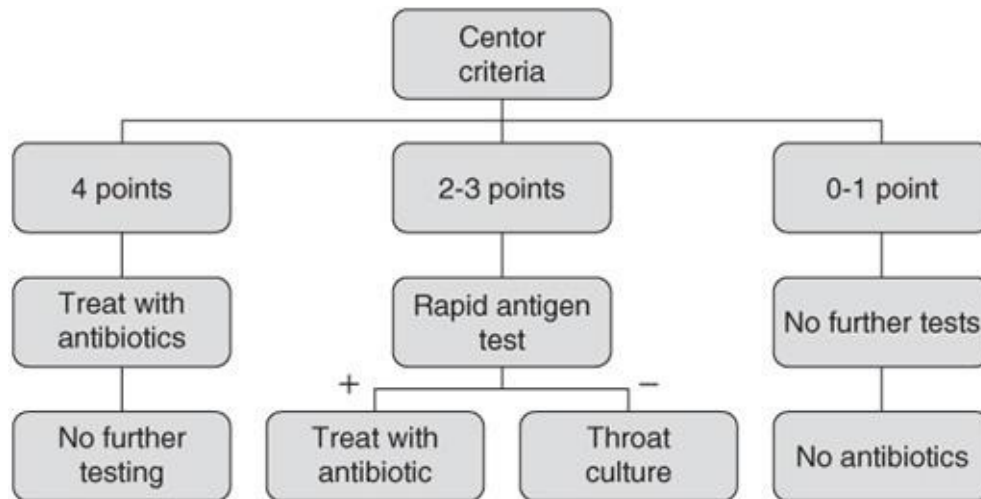 Centor
criteria
4 points
2-3 points
0-1 point
Treat with
antibiotics
Rapid antigen
test
No further tests
+
−
No further
testing
Treat with
antibiotic
Throat
culture
No antibiotics